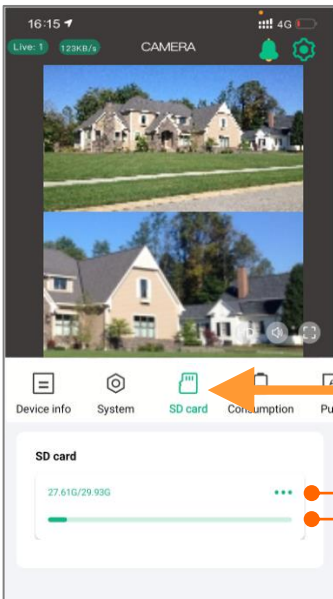 16:15
4G
Live: 1
123KB/s
CAMERA
Device info
System
SD card
Consumption
Pu
SD card
27.61G/29.93G